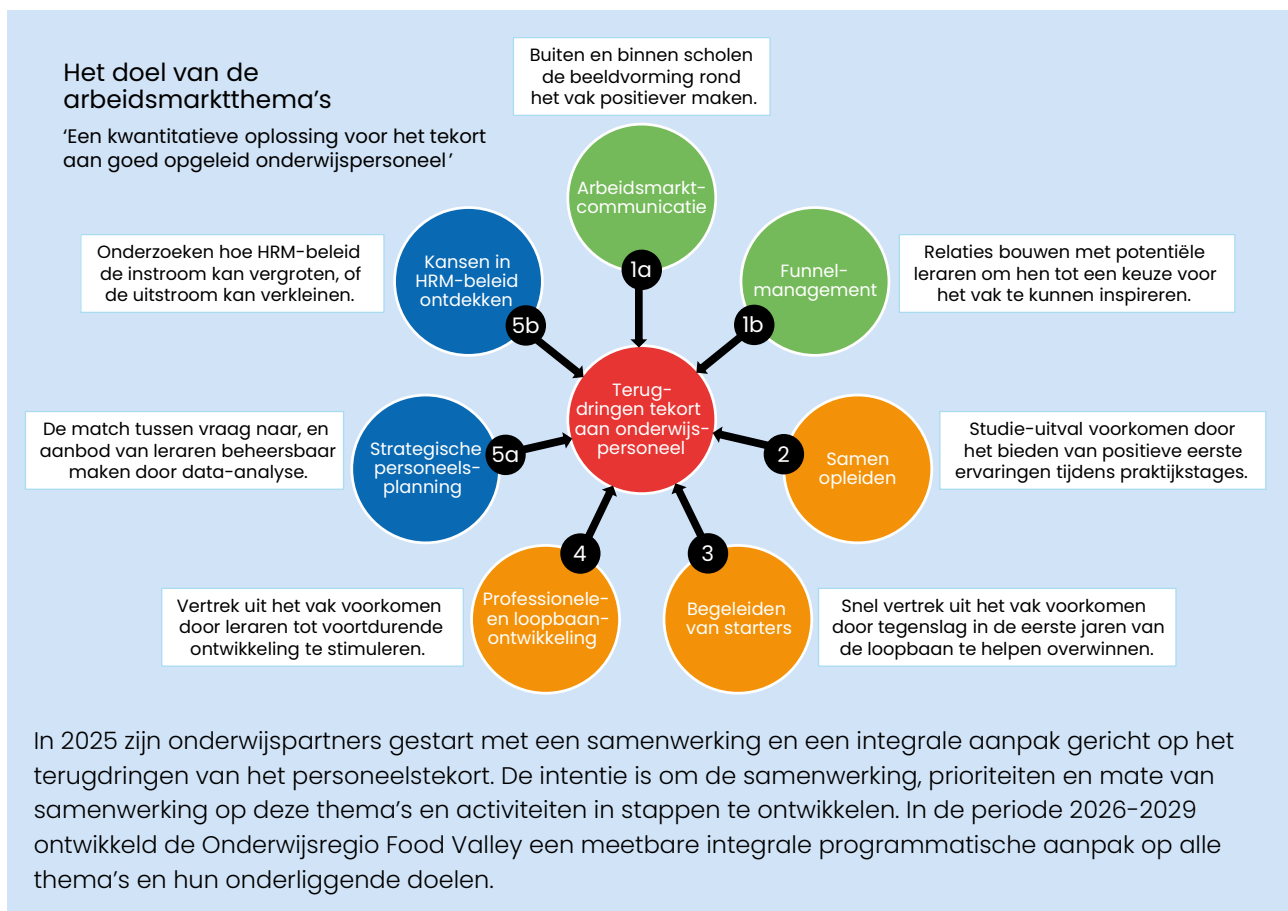 Het doel van de
arbeidsmarktthema's
'Een kwantitatieve oplossing voor het tekort
aan goed opgeleid onderwijspersoneel'
Buiten en binnen scholen
de beeldvorming rond
het vak positiever maken.
Arbeidsmarkt-
communicatie
1a
Funnel-
management
1b
Relaties bouwen met potentiële
leraren om hen tot een keuze voor
het vak te kunnen inspireren.
Samen
opleiden
2
Studie-uitval voorkomen door
het bieden van positieve eerste
ervaringen tijdens praktijkstages.
Begeleiden
van starters
3
Snel vertrek uit het vak voorkomen
door tegenslag in de eerste jaren van
de loopbaan te helpen overwinnen.
Professionele-
en loopbaan-
ontwikkeling
4
Vertrek uit het vak voorkomen
door leraren tot voortdurende
ontwikkeling te stimuleren.
Strategische
personeels-
planning
5a
De match tussen vraag naar, en
aanbod van leraren beheersbaar
maken door data-analyse.
Kansen in
HRM-beleid
ontdekken
5b
Onderzoeken hoe HRM-beleid
de instroom kan vergroten, of
de uitstroom kan verkleinen.
Terug-
dringen tekort
aan onderwijs-
personeel
In 2025 zijn onderwijspartners gestart met een samenwerking en een integrale aanpak gericht op het
terugdringen van het personeelstekort. De intentie is om de samenwerking, prioriteiten en mate van
samenwerking op deze thema's en activiteiten in stappen te ontwikkelen. In de periode 2026-2029
ontwikkeld de Onderwijsregio Food Valley een meetbare integrale programmatische aanpak op alle
thema's en hun onderliggende doelen.